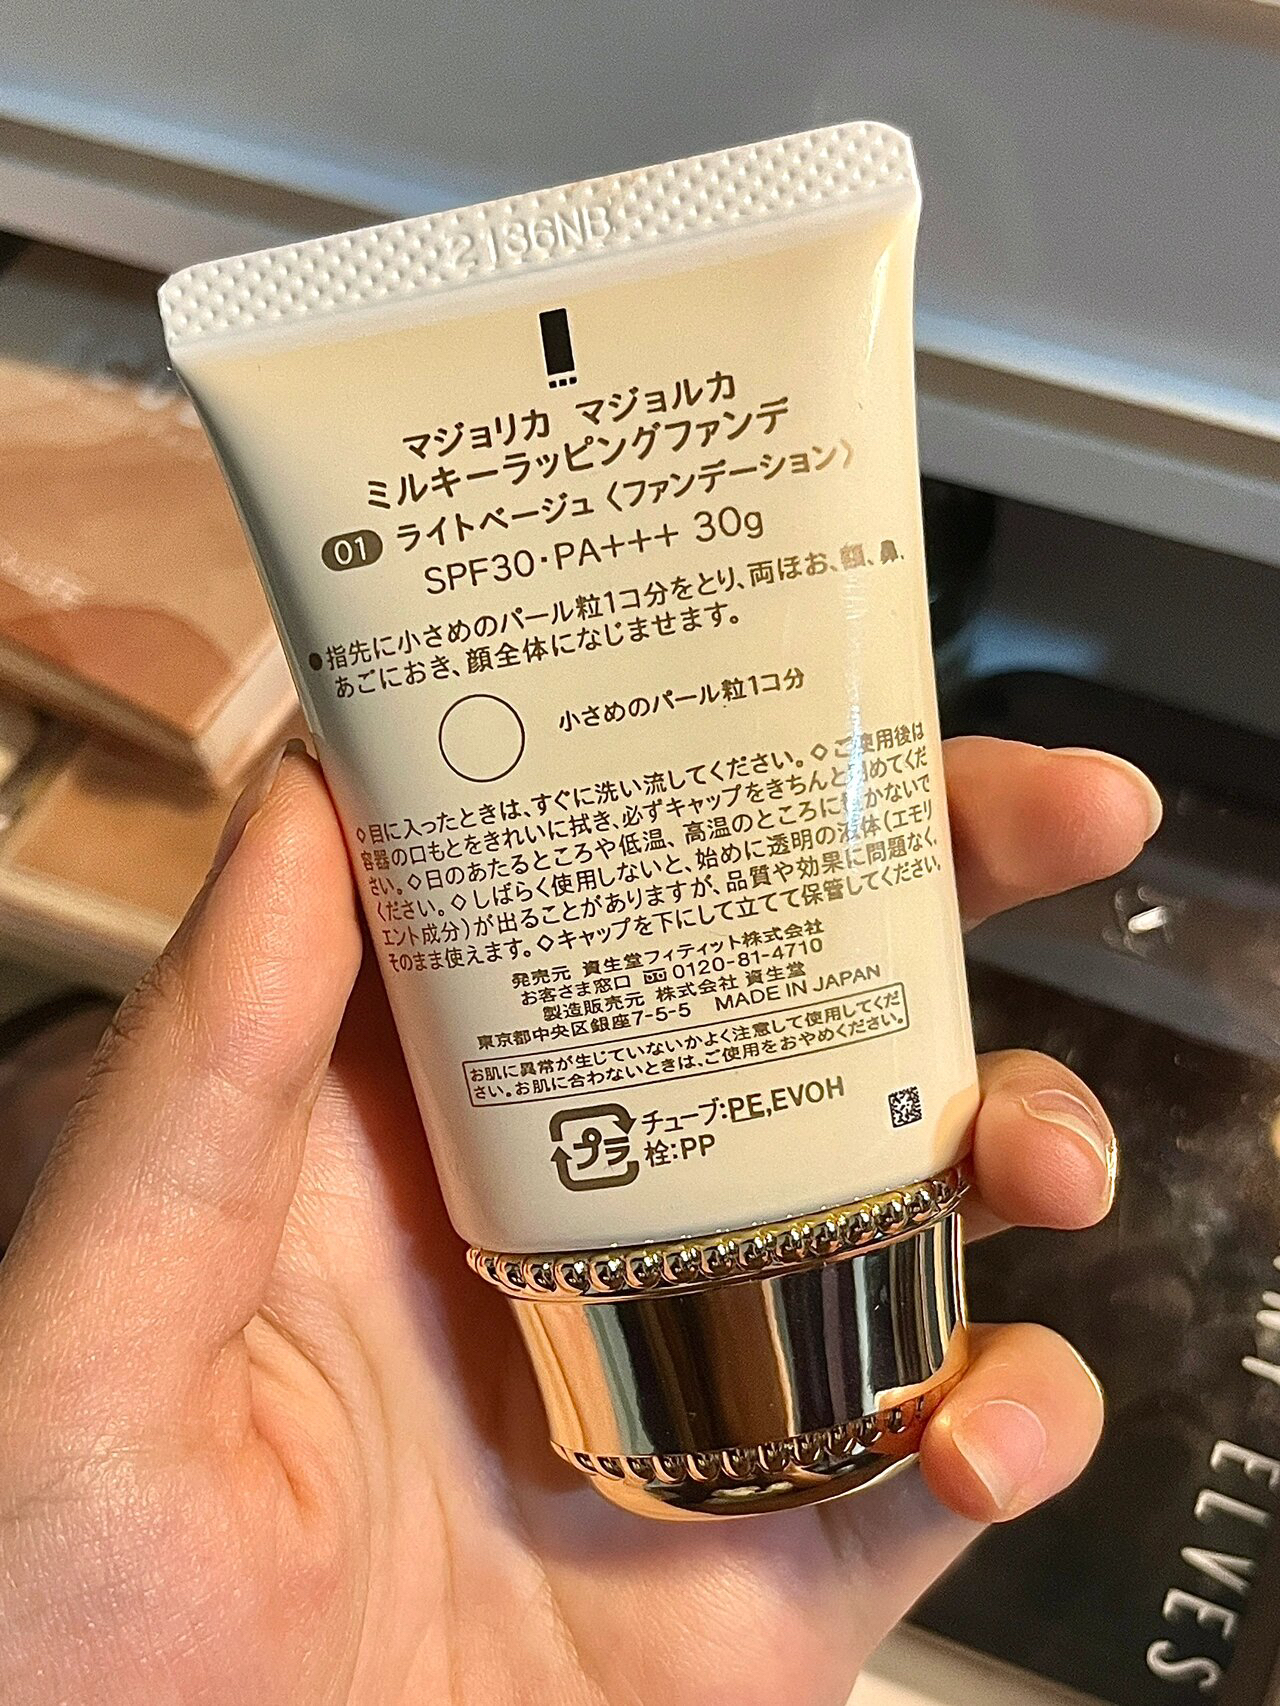 2186NB
マジョリカ マジョルカ
ミルキーラッピングファンデ
01 ライトベージュ〈ファンデーション〉
SPF30・PA+++ 30g
●指先に小さめのパール粒1コ分をとり、両ほお、額、鼻、
あごにおき、顔全体になじませます。
小さめのパール粒1コ分
◇目に入ったときは、すぐに洗い流してください。◇ご使用後は
容器の口もとをきれいに拭き、必ずキャップをきちんと閉めてくだ
さい。◇日のあたるところや低温、高温のところに置かないで
ください。◇しばらく使用しないと、始めに透明の液体(エモリ
エント成分)が出ることがありますが、品質や効果に問題なく、
そのまま使えます。◇キャップを下にして立てて保管してください。
発売元 資生堂フィティット株式会社
お客さま窓口 0120-81-4710
製造販売元 株式会社 資生堂
東京都中央区銀座7-5-5 MADE IN JAPAN
お肌に異常が生じていないかよく注意して使用してくだ
さい。お肌に合わないときは、ご使用をおやめください。
プラ チューブ:PE,EVOH
栓:PP
ELVES